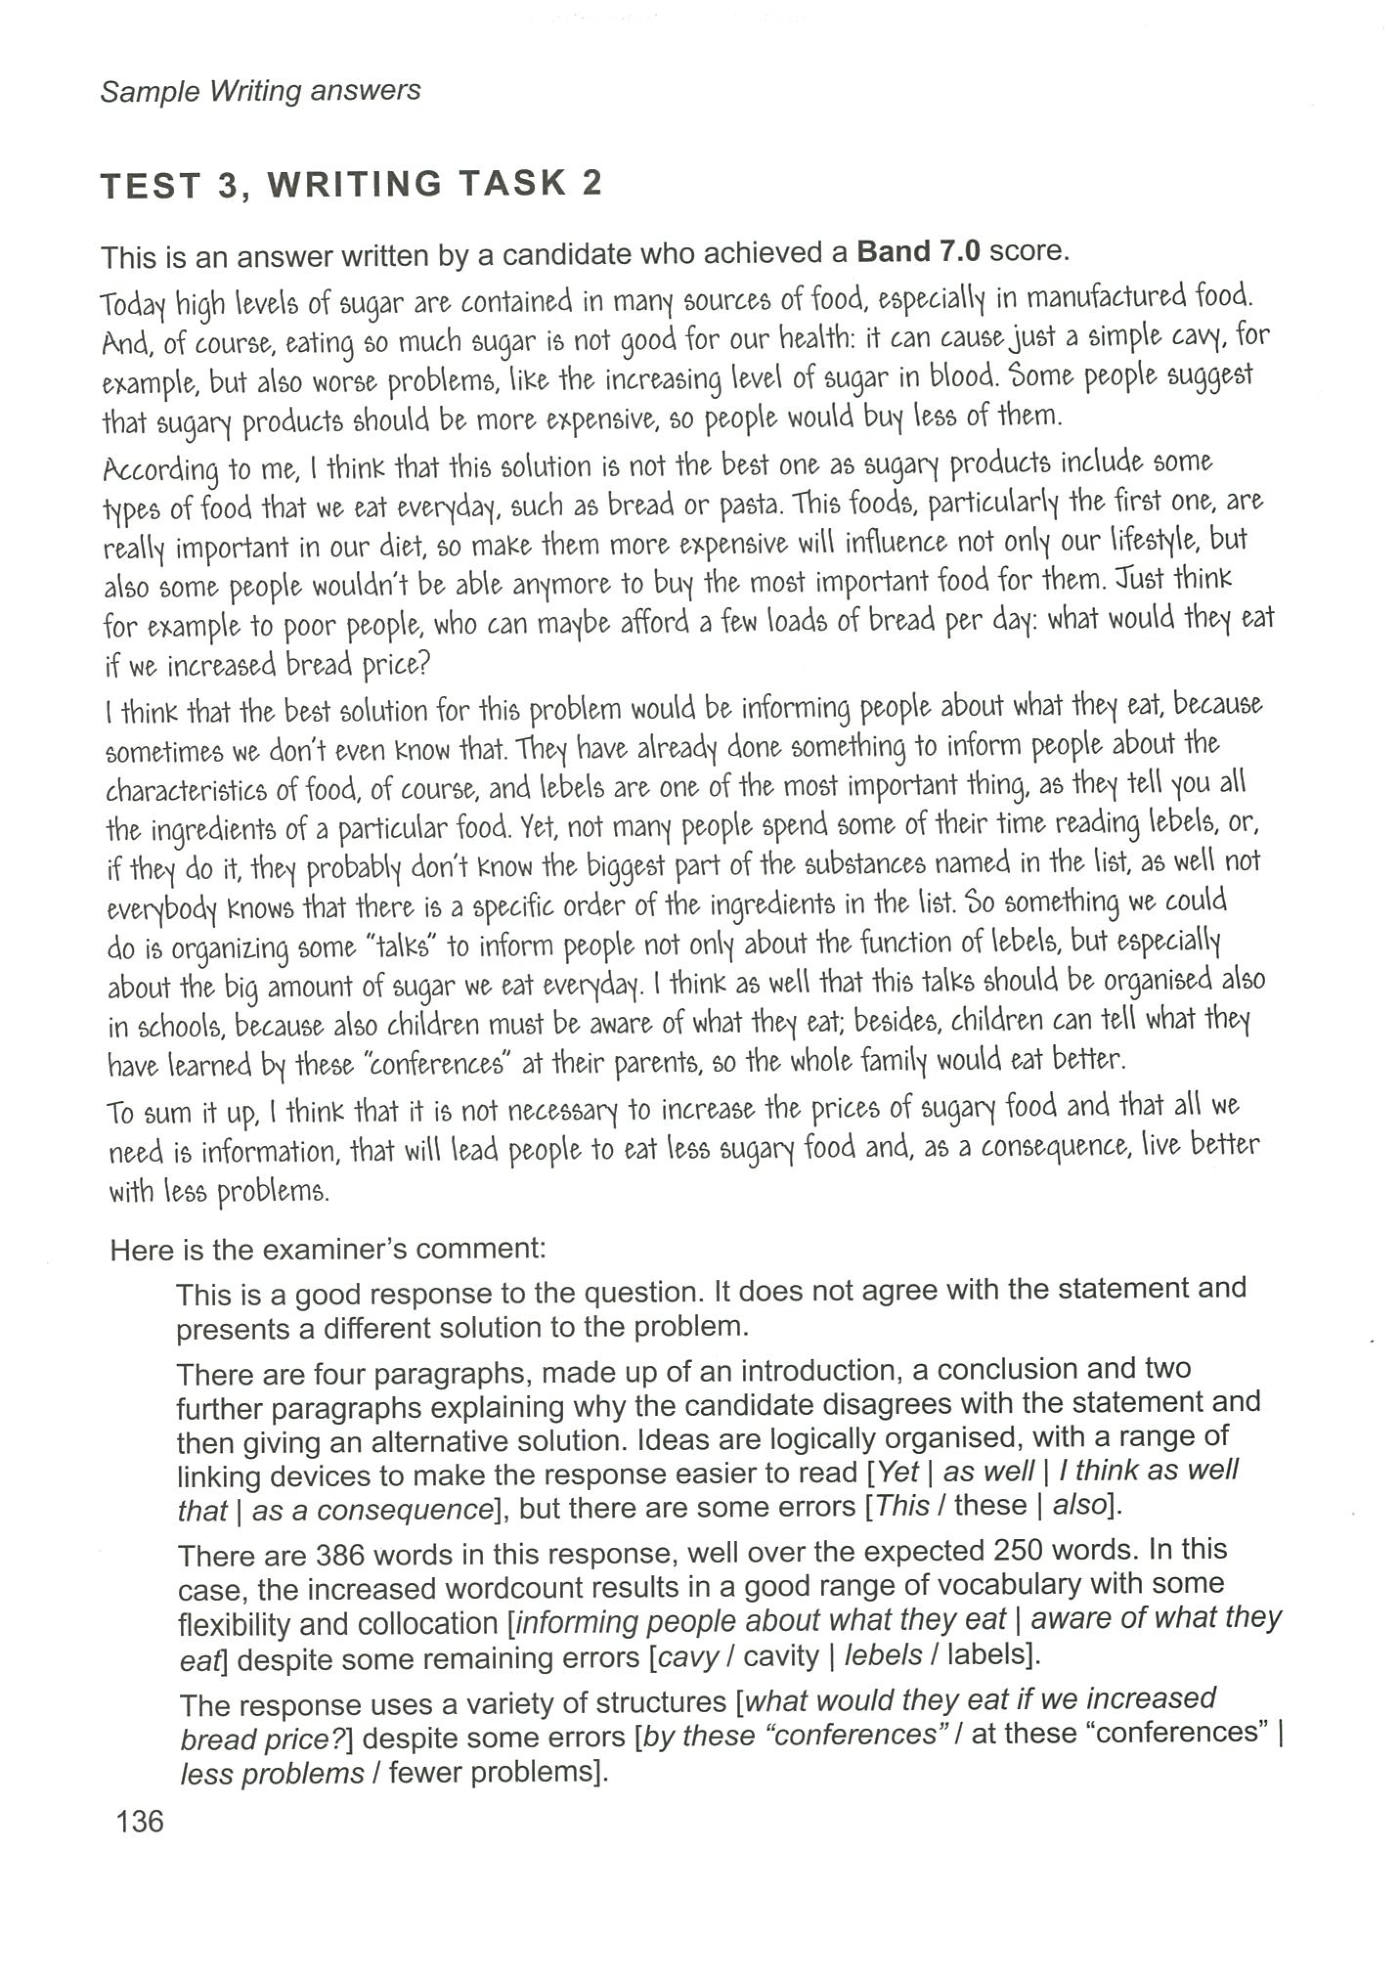 Sample Writing answers
TEST 3, WRITING TASK 2
This is an answer written by a candidate who achieved a Band 7.0 score.
Today high levels of sugar are contained in many sources of food, especially in manufactured food.
And, of course, eating so much sugar is not good for our health: it can cause just a simple cavy, for
example, but also worse problems, like the increasing level of sugar in blood. Some people suggest
that sugary products should be more expensive, so people would buy less of them.
According to me, I think that this solution is not the best one as sugary products include some
types of food that we eat everyday, such as bread or pasta. This foods, particularly the first one, are
really important in our diet, so make them more expensive will influence not only our lifestyle, but
also some people wouldn't be able anymore to buy the most important food for them. Just think
for example to poor people, who can maybe afford a few loads of bread per day: what would they eat
if we increased bread price?
I think that the best solution for this problem would be informing people about what they eat, because
sometimes we don't even know that. They have already done something to inform people about the
characteristics of food, of course, and lebels are one of the most important thing, as they tell you all
the ingredients of a particular food. Yet, not many people spend some of their time reading lebels, or,
if they do it, they probably don't know the biggest part of the substances named in the list, as well not
everybody knows that there is a specific order of the ingredients in the list. So something we could
do is organizing some "talks" to inform people not only about the function of lebels, but especially
about the big amount of sugar we eat everyday. I think as well that this talks should be organised also
in schools, because also children must be aware of what they eat; besides, children can tell what they
have learned by these "conferences" at their parents, so the whole family would eat better.
To sum it up, I think that it is not necessary to increase the prices of sugary food and that all we
need is information, that will lead people to eat less sugary food and, as a consequence, live better
with less problems.
Here is the examiner's comment:
This is a good response to the question. It does not agree with the statement and
presents a different solution to the problem.
There are four paragraphs, made up of an introduction, a conclusion and two
further paragraphs explaining why the candidate disagrees with the statement and
then giving an alternative solution. Ideas are logically organised, with a range of
linking devices to make the response easier to read [Yet | as well | I think as well
that | as a consequence], but there are some errors [This / these | also].
There are 386 words in this response, well over the expected 250 words. In this
case, the increased wordcount results in a good range of vocabulary with some
flexibility and collocation [informing people about what they eat | aware of what they
eat] despite some remaining errors [cavy / cavity | lebels / labels].
The response uses a variety of structures [what would they eat if we increased
bread price?] despite some errors [by these "conferences" / at these "conferences" |
less problems / fewer problems].
136